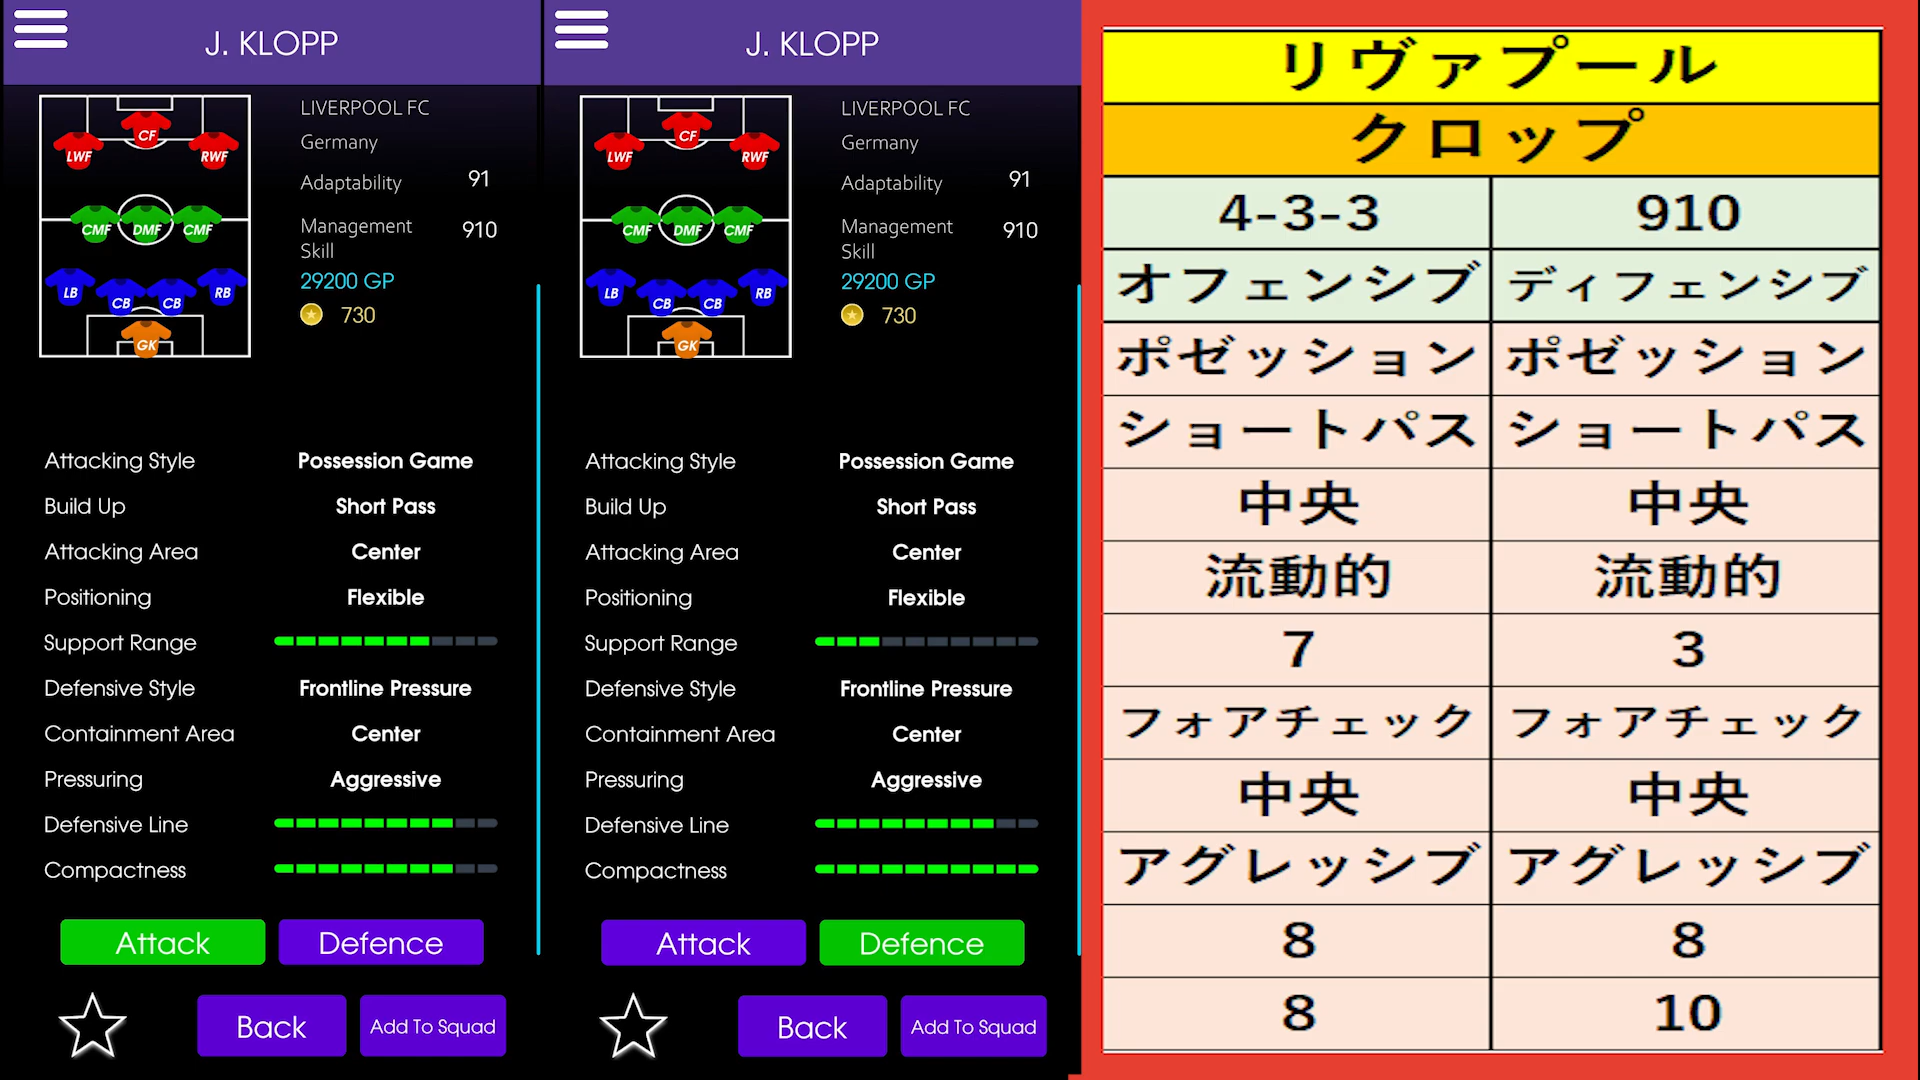 J. KLOPP
LIVERPOOL FC
Germany
Adaptability 91
Management Skill 910
29200 GP
730
CF
LWF RWF
CMF DMF CMF
LB CB CB RB
GK
Attacking Style Possession Game
Build Up Short Pass
Attacking Area Center
Positioning Flexible
Support Range
Defensive Style Frontline Pressure
Containment Area Center
Pressuring Aggressive
Defensive Line
Compactness
Attack Defence
Back Add To Squad
J. KLOPP
LIVERPOOL FC
Germany
Adaptability 91
Management Skill 910
29200 GP
730
CF
LWF RWF
CMF DMF CMF
LB CB CB RB
GK
Attacking Style Possession Game
Build Up Short Pass
Attacking Area Center
Positioning Flexible
Support Range
Defensive Style Frontline Pressure
Containment Area Center
Pressuring Aggressive
Defensive Line
Compactness
Attack Defence
Back Add To Squad
リヴァプール
クロップ
4-3-3 910
オフェンシブ ディフェンシブ
ポゼッション ポゼッション
ショートパス ショートパス
中央 中央
流動的 流動的
7 3
フォアチェック フォアチェック
中央 中央
アグレッシブ アグレッシブ
8 8
8 10